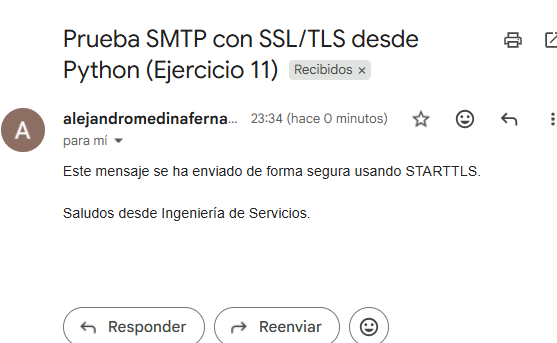 Prueba SMTP con SSL/TLS desde
Python (Ejercicio 11) Recibidos ×
A
alejandromedinaferna... 23:34 (hace 0 minutos)
para mí
Este mensaje se ha enviado de forma segura usando STARTTLS.
Saludos desde Ingeniería de Servicios.
Responder Reenviar